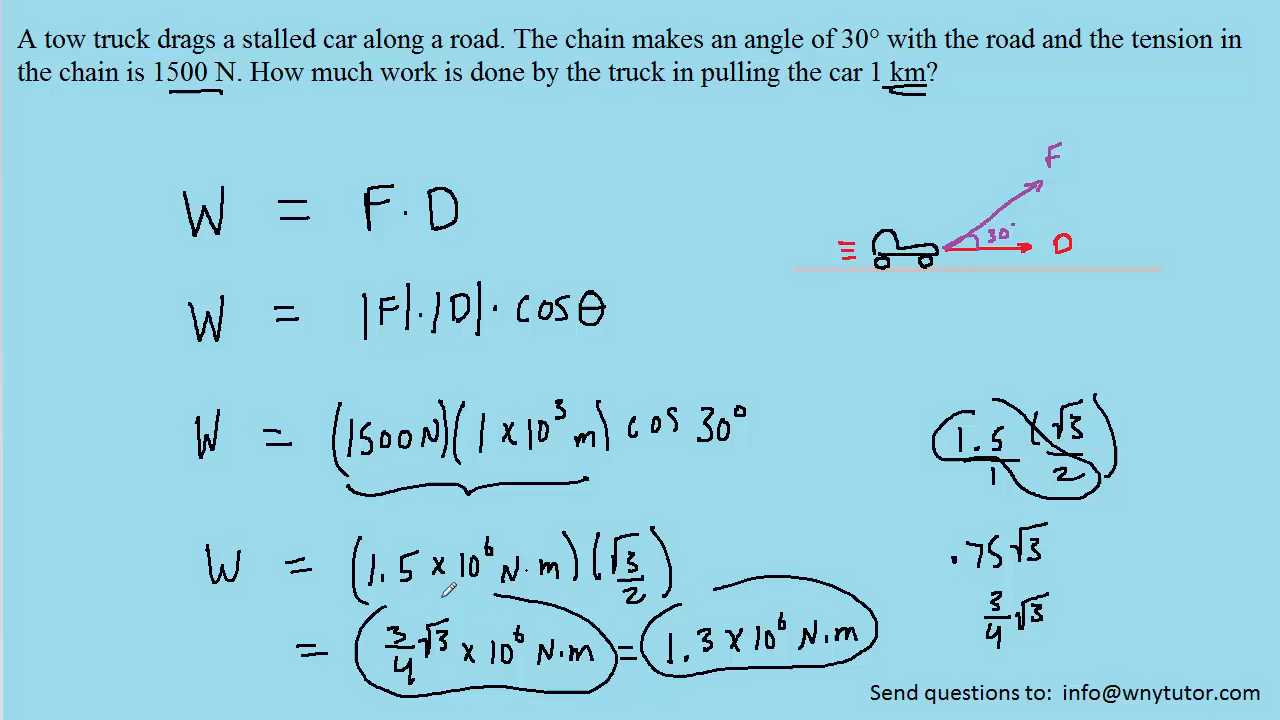 A tow truck drags a stalled car along a road. The chain makes an angle of 30° with the road and the tension in
the chain is 1500 N. How much work is done by the truck in pulling the car 1 km?
F
30°
D
W = F · D
W = |F| · |D| · cos θ
W = (1500 N)(1 × 10³ m) cos 30°
1.5/1 (√3/2)
W = (1.5 × 10⁶ N·m)(√3/2)
.75√3
= 3/4 √3 × 10⁶ N·m = 1.3 × 10⁶ N·m
3/4 √3
Send questions to: info@wnytutor.com